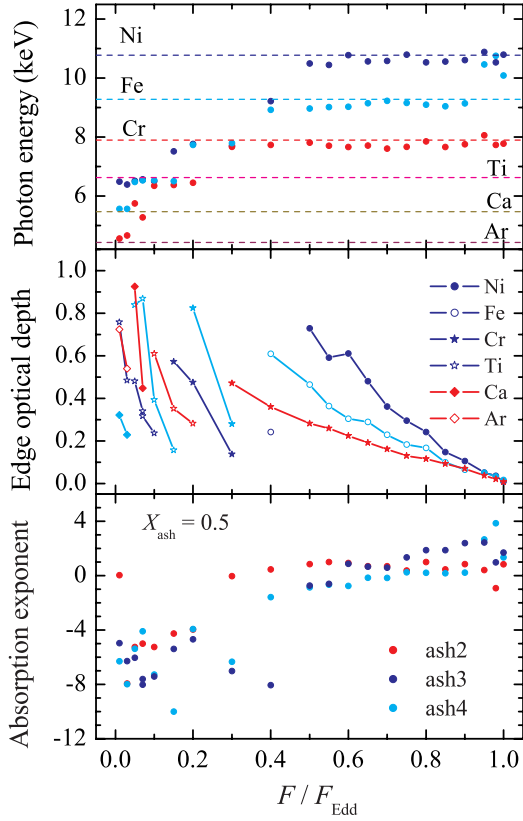 Photon energy (keV)
12
10
8
6
Ni
Fe
Cr
Ti
Ca
Ar
Edge optical depth
1.0
0.8
0.6
0.4
0.2
0.0
Ni
Fe
Cr
Ti
Ca
Ar
Absorption exponent
4
0
-4
-8
-12
X_ash = 0.5
ash2
ash3
ash4
0.0 0.2 0.4 0.6 0.8 1.0
F / F_Edd